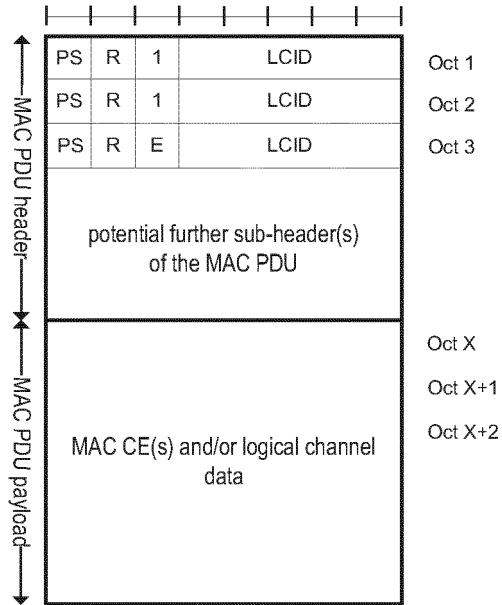 PS R 1 LCID Oct 1
PS R 1 LCID Oct 2
PS R E LCID Oct 3
MAC PDU header
potential further sub-header(s)
of the MAC PDU
Oct X
Oct X+1
Oct X+2
MAC PDU payload
MAC CE(s) and/or logical channel
data